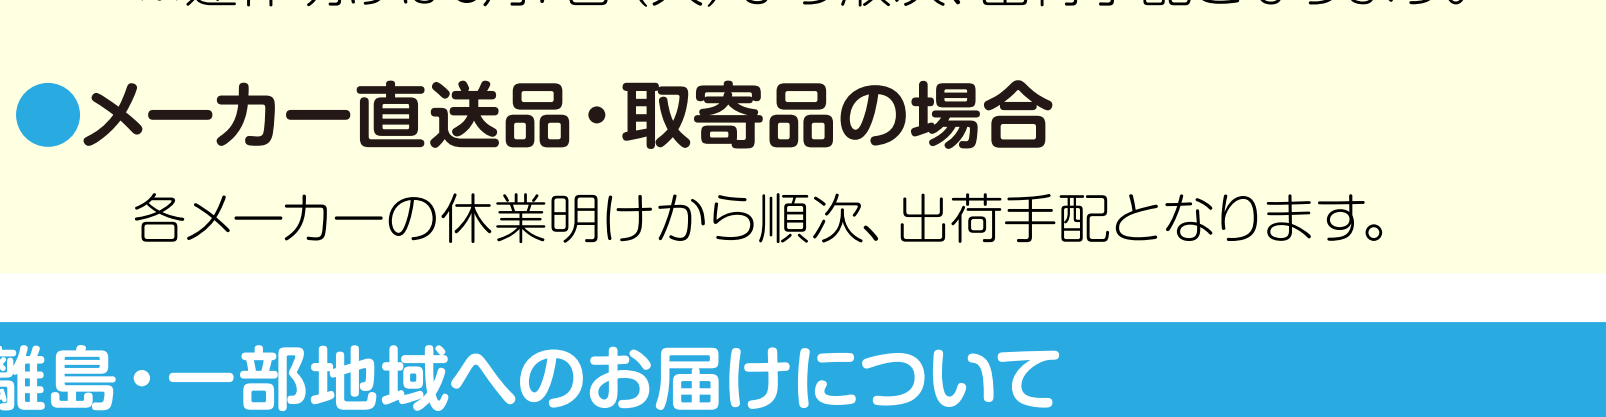 ●メーカー直送品・取寄品の場合
各メーカーの休業明けから順次、出荷手配となります。
離島・一部地域へのお届けについて